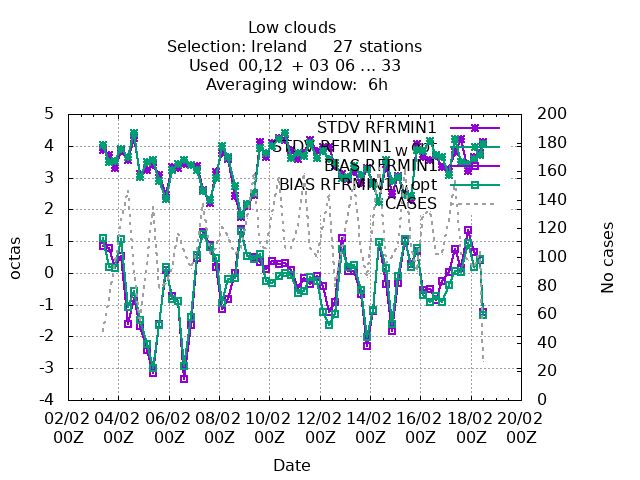 Low clouds
Selection: Ireland 27 stations
Used 00,12 + 03 06 ... 33
Averaging window: 6h
5
4
3
2
1
0
-1
-2
-3
-4
octas
200
180
160
140
120
100
80
60
40
20
0
No cases
STDV RFRMIN1
STDV RFRMIN1w opt
BIAS RFRMIN1
BIAS RFRMIN1w opt
CASES
02/02 04/02 06/02 08/02 10/02 12/02 14/02 16/02 18/02 20/02
00Z 00Z 00Z 00Z 00Z 00Z 00Z 00Z 00Z 00Z
Date